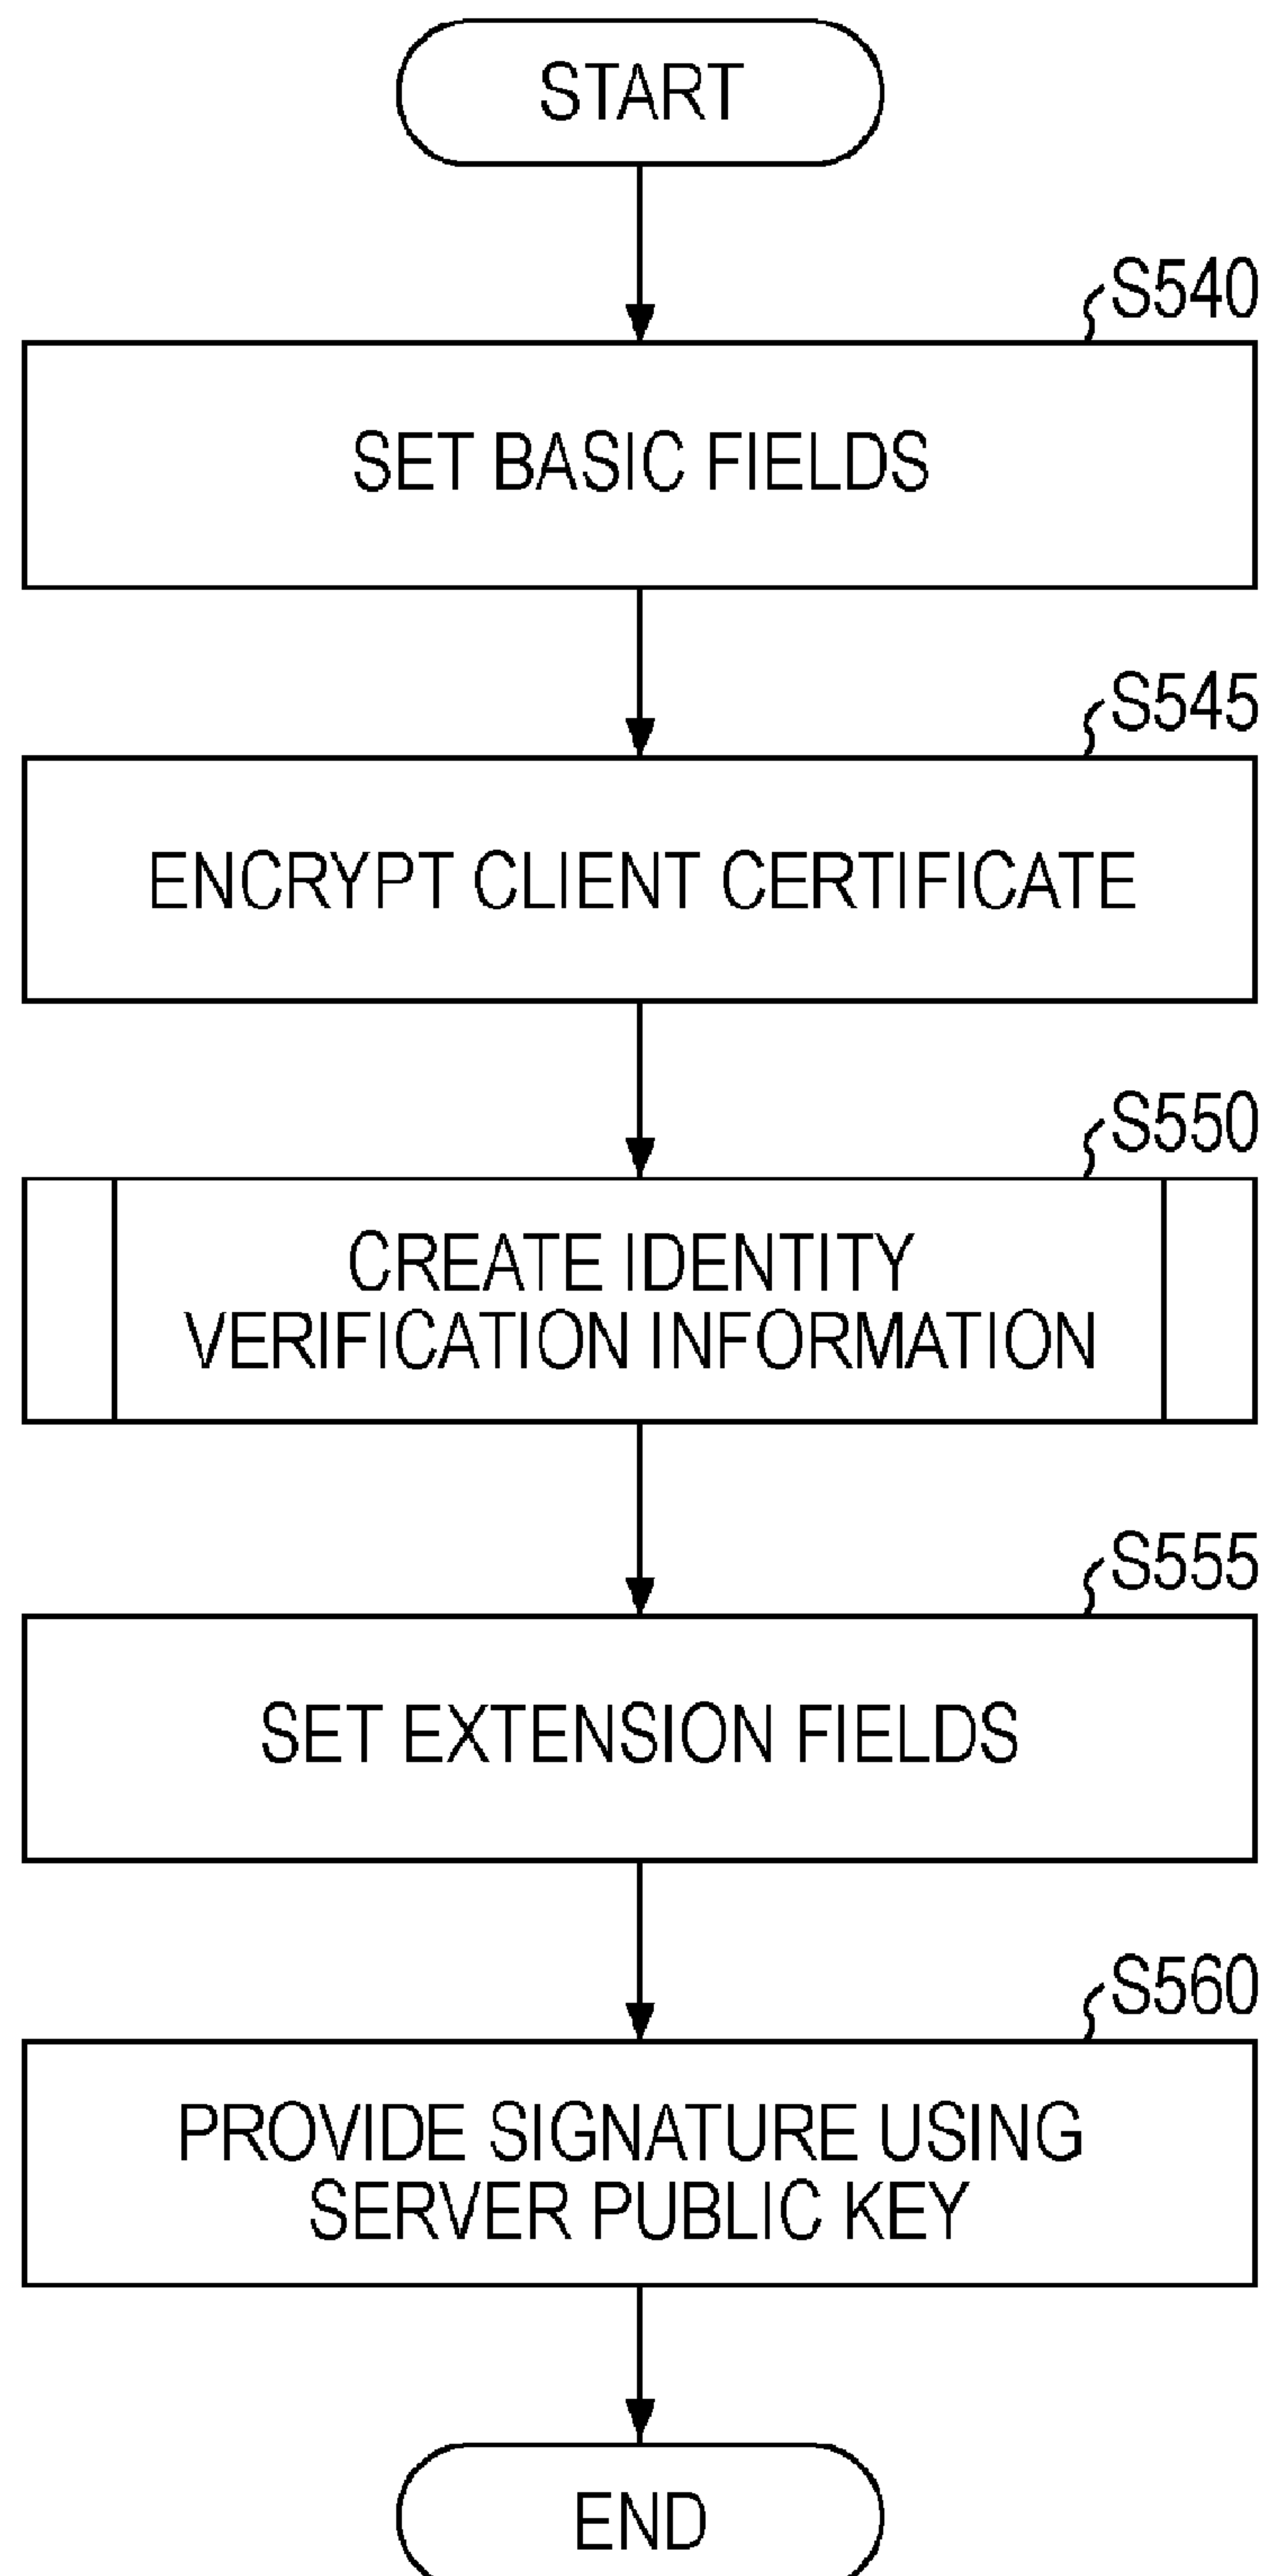 START
S540
SET BASIC FIELDS
S545
ENCRYPT CLIENT CERTIFICATE
S550
CREATE IDENTITY
VERIFICATION INFORMATION
S555
SET EXTENSION FIELDS
S560
PROVIDE SIGNATURE USING
SERVER PUBLIC KEY
END